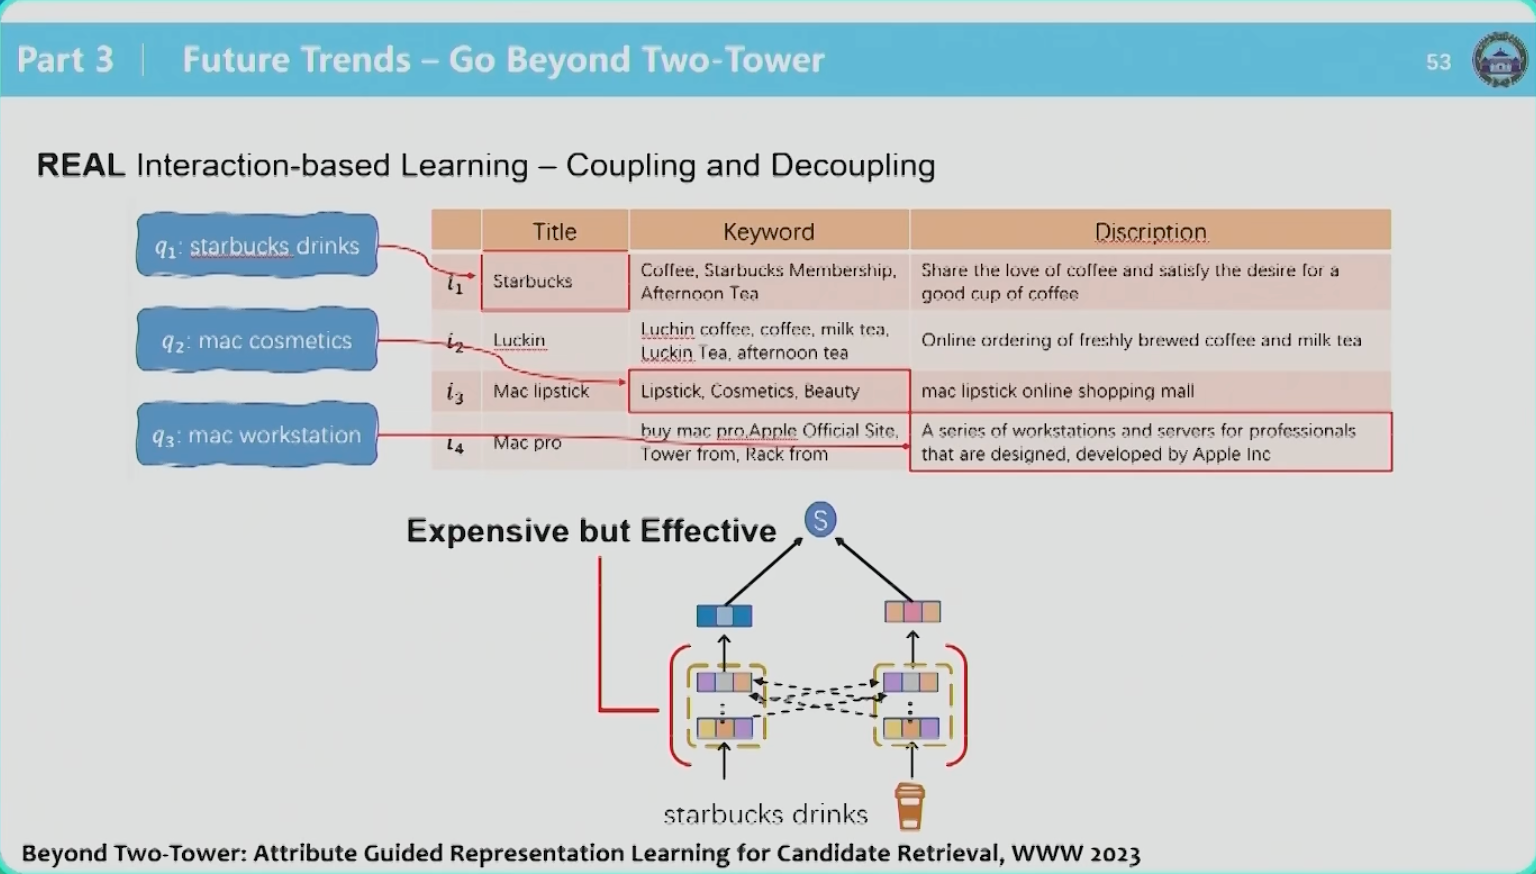 Part 3
Future Trends – Go Beyond Two-Tower
53
REAL Interaction-based Learning – Coupling and Decoupling
q1: starbucks drinks
q2: mac cosmetics
q3: mac workstation
Title Keyword Discription
i1 Starbucks Coffee, Starbucks Membership, Share the love of coffee and satisfy the desire for a
Afternoon Tea good cup of coffee
i2 Luckin Luchin coffee, coffee, milk tea, Online ordering of freshly brewed coffee and milk tea
Luckin Tea, afternoon tea
i3 Mac lipstick Lipstick, Cosmetics, Beauty mac lipstick online shopping mall
i4 Mac pro buy mac pro,Apple Official Site, A series of workstations and servers for professionals
Tower from, Rack from that are designed, developed by Apple Inc
Expensive but Effective
S
starbucks drinks
Beyond Two-Tower: Attribute Guided Representation Learning for Candidate Retrieval, WWW 2023